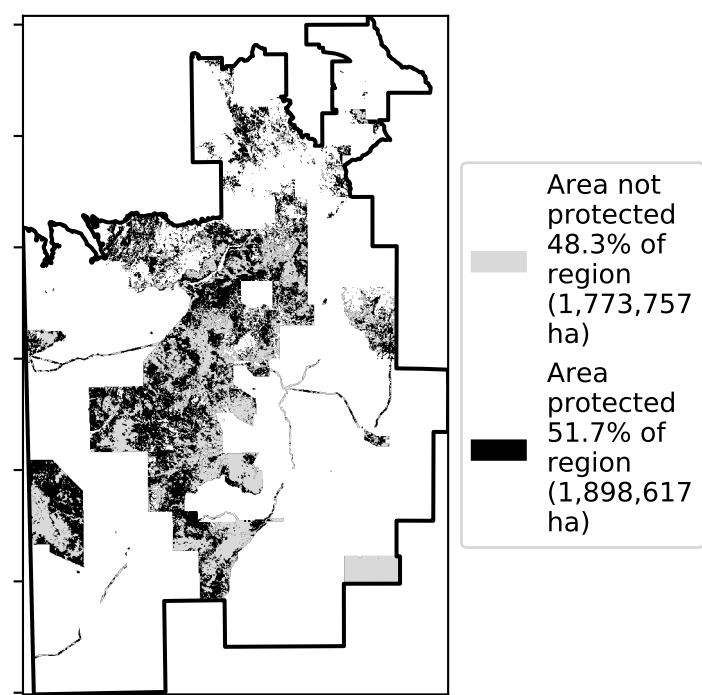 Area not
protected
48.3% of
region
(1,773,757
ha)
Area
protected
51.7% of
region
(1,898,617
ha)